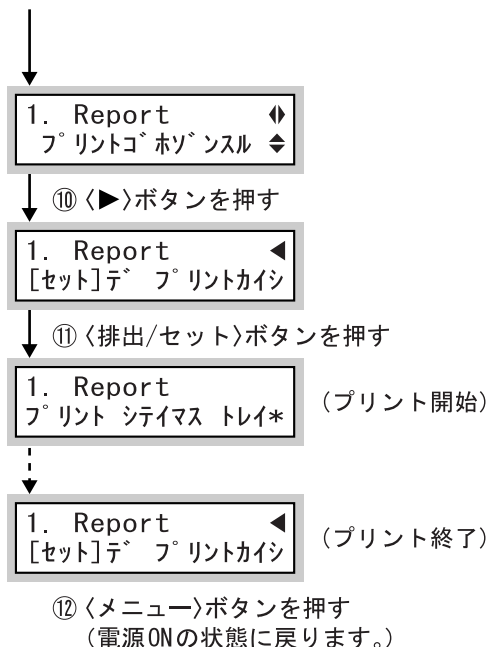 1. Report
プリントゴホゾンスル
⑩〈▶〉ボタンを押す
1. Report ◀
[セット]デ プリントカイシ
⑪〈排出/セット〉ボタンを押す
1. Report
プリント シテイマス トレイ*
(プリント開始)
1. Report ◀
[セット]デ プリントカイシ
(プリント終了)
⑫〈メニュー〉ボタンを押す
(電源ONの状態に戻ります。)